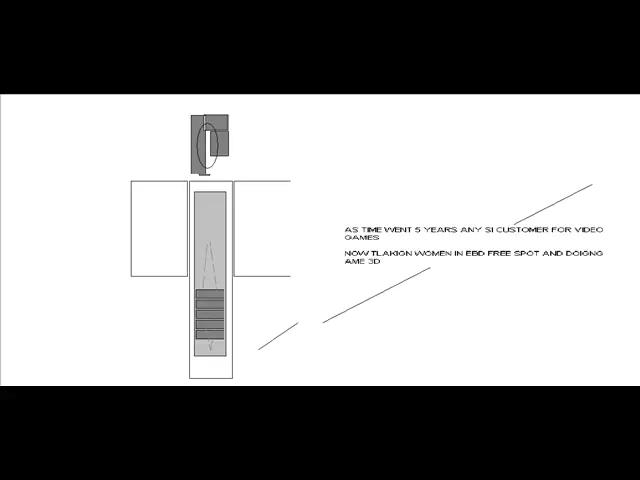 AS TIME WENT 5 YEARS ANY SI CUSTOMER FOR VIDEO
GAMES
NOW TLAKIGN WOMEN IN EBD FREE SPOT AND DOIGNG
AME 3D